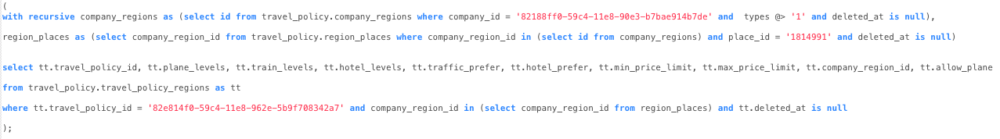 (
with recursive company_regions as (select id from travel_policy.company_regions where company_id = '82188ff0-59c4-11e8-90e3-b7bae914b7de' and  types @> '1' and deleted_at is null),
region_places as (select company_region_id from travel_policy.region_places where company_region_id in (select id from company_regions) and place_id = '1814991' and deleted_at is null)
select tt.travel_policy_id, tt.plane_levels, tt.train_levels, tt.hotel_levels, tt.traffic_prefer, tt.hotel_prefer, tt.min_price_limit, tt.max_price_limit, tt.company_region_id, tt.allow_plane
from travel_policy.travel_policy_regions as tt
where tt.travel_policy_id = '82e814f0-59c4-11e8-962e-5b9f708342a7' and company_region_id in (select company_region_id from region_places) and tt.deleted_at is null
);